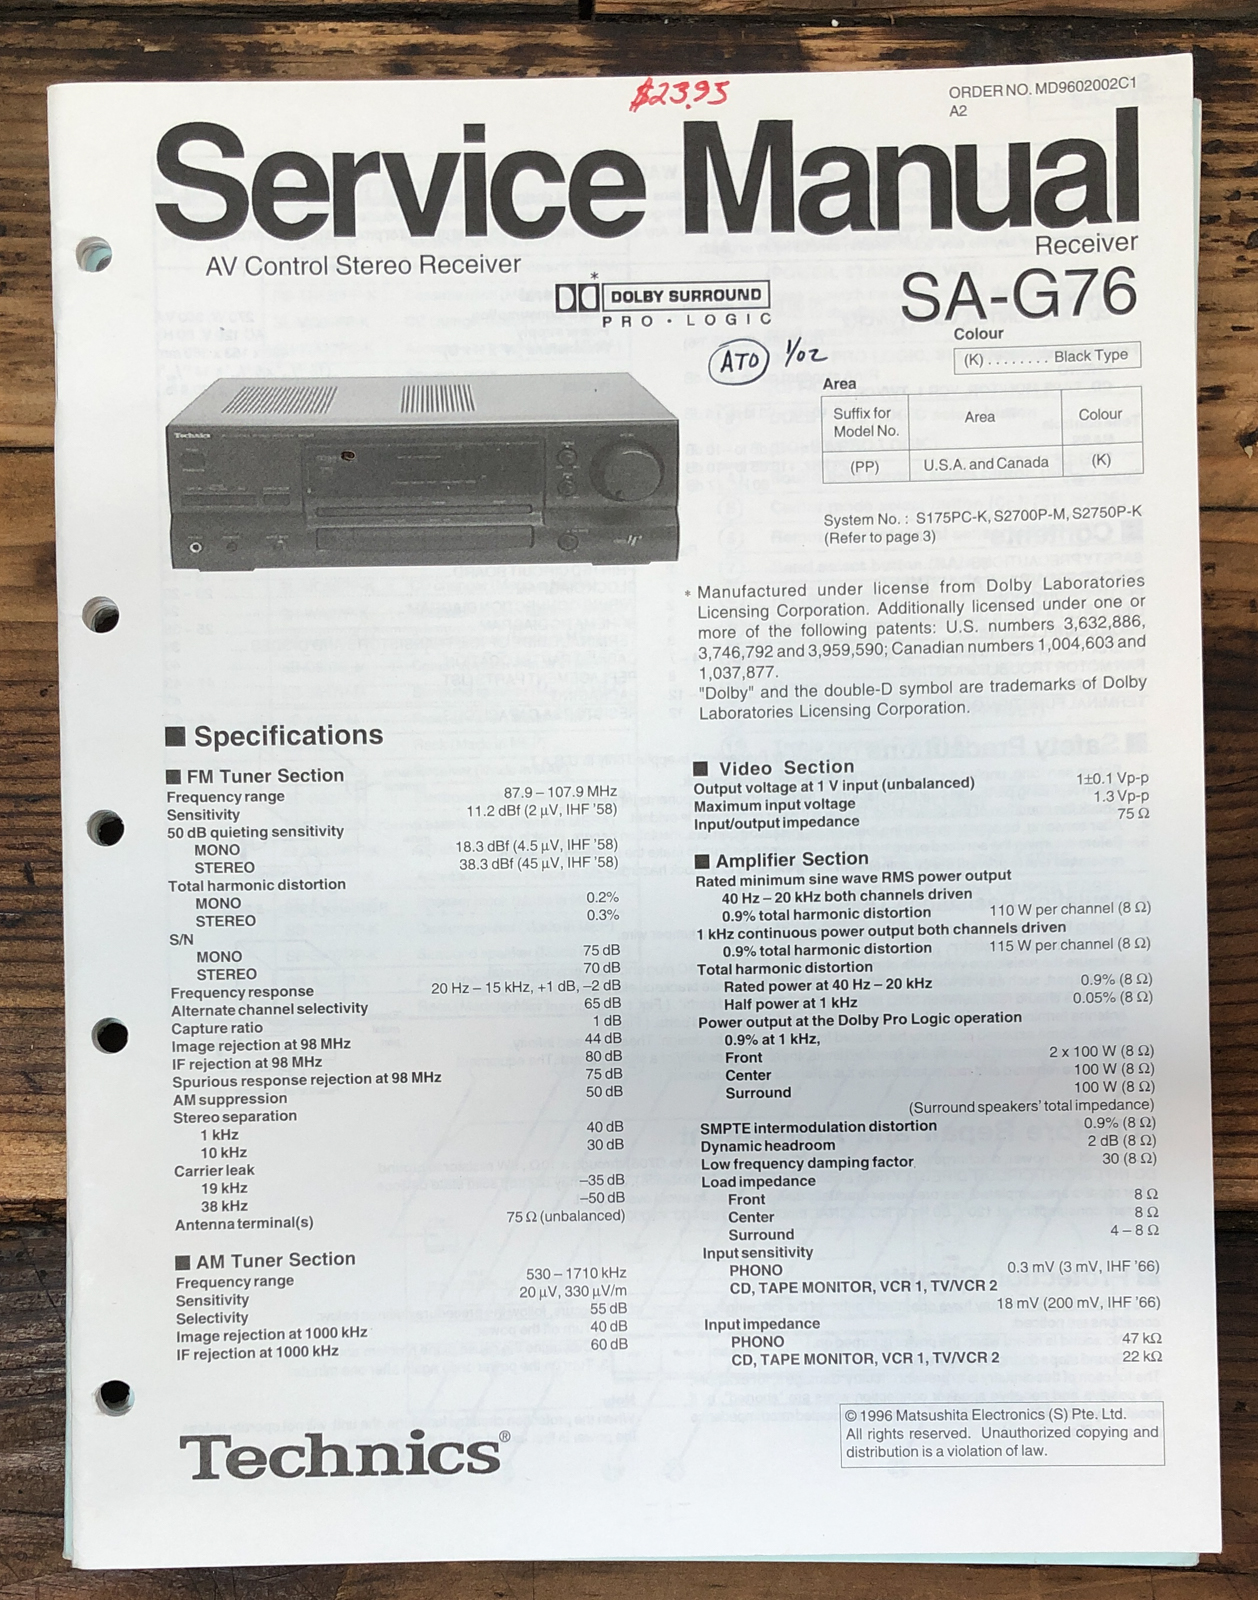 $23.95
ORDER NO. MD9602002C1
A2
Service Manual
Receiver
AV Control Stereo Receiver
SA-G76
*
DOLBY SURROUND
PRO · LOGIC
ATO 1/02
Colour
(K) . . . . . . . . Black Type
Area
Suffix for Model No. Area Colour
(PP) U.S.A. and Canada (K)
Technics
System No. : S175PC-K, S2700P-M, S2750P-K
(Refer to page 3)
* Manufactured under license from Dolby Laboratories
Licensing Corporation. Additionally licensed under one or
more of the following patents: U.S. numbers 3,632,886,
3,746,792 and 3,959,590; Canadian numbers 1,004,603 and
1,037,877.
"Dolby" and the double-D symbol are trademarks of Dolby
Laboratories Licensing Corporation.
■ Specifications
■ FM Tuner Section
Frequency range 87.9 – 107.9 MHz
Sensitivity 11.2 dBf (2 µV, IHF '58)
50 dB quieting sensitivity
MONO 18.3 dBf (4.5 µV, IHF '58)
STEREO 38.3 dBf (45 µV, IHF '58)
Total harmonic distortion
MONO 0.2%
STEREO 0.3%
S/N
MONO 75 dB
STEREO 70 dB
Frequency response 20 Hz – 15 kHz, +1 dB, –2 dB
Alternate channel selectivity 65 dB
Capture ratio 1 dB
Image rejection at 98 MHz 44 dB
IF rejection at 98 MHz 80 dB
Spurious response rejection at 98 MHz 75 dB
AM suppression 50 dB
Stereo separation
1 kHz 40 dB
10 kHz 30 dB
Carrier leak
19 kHz –35 dB
38 kHz –50 dB
Antenna terminal(s) 75 Ω (unbalanced)
■ AM Tuner Section
Frequency range 530 – 1710 kHz
Sensitivity 20 µV, 330 µV/m
Selectivity 55 dB
Image rejection at 1000 kHz 40 dB
IF rejection at 1000 kHz 60 dB
■ Video Section
Output voltage at 1 V input (unbalanced) 1±0.1 Vp-p
Maximum input voltage 1.3 Vp-p
Input/output impedance 75 Ω
■ Amplifier Section
Rated minimum sine wave RMS power output
40 Hz – 20 kHz both channels driven
0.9% total harmonic distortion 110 W per channel (8 Ω)
1 kHz continuous power output both channels driven
0.9% total harmonic distortion 115 W per channel (8 Ω)
Total harmonic distortion
Rated power at 40 Hz – 20 kHz 0.9% (8 Ω)
Half power at 1 kHz 0.05% (8 Ω)
Power output at the Dolby Pro Logic operation
0.9% at 1 kHz,
Front 2 x 100 W (8 Ω)
Center 100 W (8 Ω)
Surround 100 W (8 Ω)
(Surround speakers' total impedance)
SMPTE intermodulation distortion 0.9% (8 Ω)
Dynamic headroom 2 dB (8 Ω)
Low frequency damping factor 30 (8 Ω)
Load impedance
Front 8 Ω
Center 8 Ω
Surround 4 – 8 Ω
Input sensitivity
PHONO 0.3 mV (3 mV, IHF '66)
CD, TAPE MONITOR, VCR 1, TV/VCR 2
18 mV (200 mV, IHF '66)
Input impedance
PHONO 47 kΩ
CD, TAPE MONITOR, VCR 1, TV/VCR 2 22 kΩ
Technics®
© 1996 Matsushita Electronics (S) Pte. Ltd.
All rights reserved. Unauthorized copying and
distribution is a violation of law.